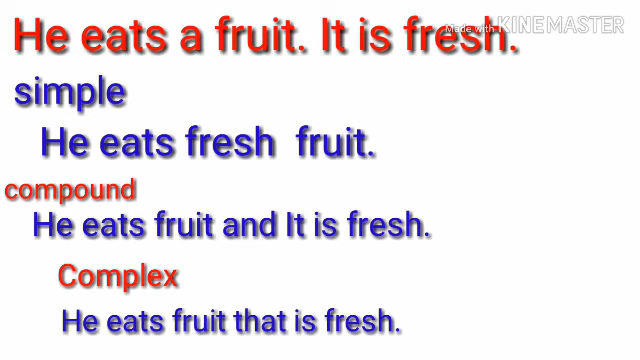 He eats a fruit. It is fresh.
Made with KINEMASTER
simple
He eats fresh fruit.
compound
He eats fruit and It is fresh.
Complex
He eats fruit that is fresh.